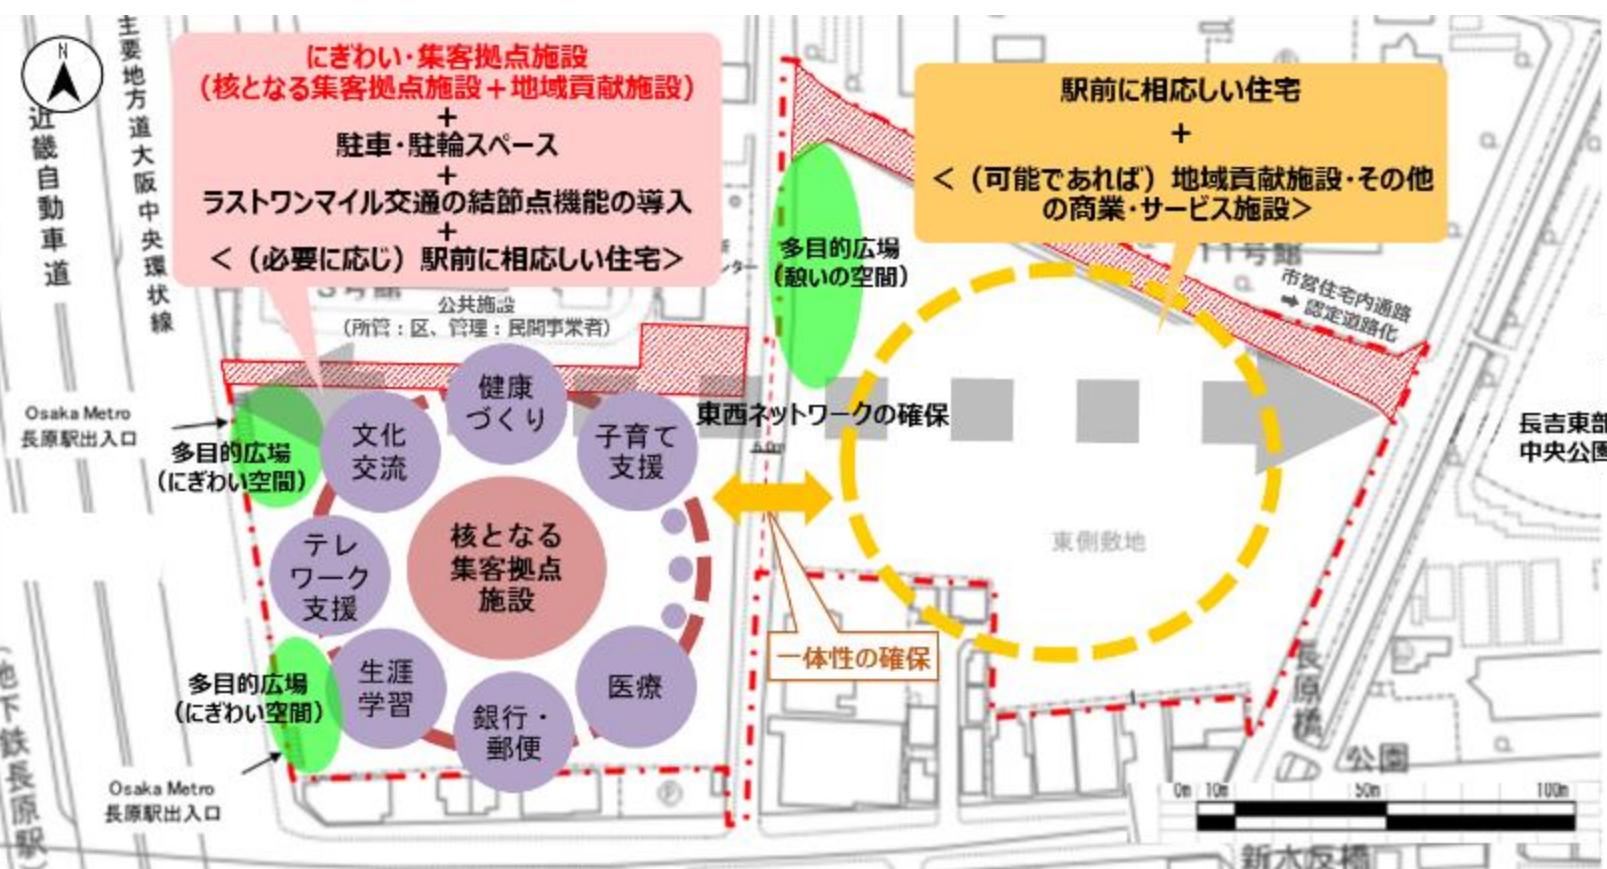 N
近畿自動車道
主要地方道大阪中央環状線
にぎわい・集客拠点施設
(核となる集客拠点施設＋地域貢献施設)
+
駐車・駐輪スペース
+
ラストワンマイル交通の結節点機能の導入
+
＜（必要に応じ）駅前に相応しい住宅＞
駅前に相応しい住宅
+
＜（可能であれば）地域貢献施設・その他
の商業・サービス施設＞
公共施設
（所管：区、管理：民間事業者）
多目的広場
（憩いの空間）
11号館
市営住宅内通路
➡ 認定道路化
Osaka Metro
長原駅出入口
多目的広場
（にぎわい空間）
文化
交流
健康
づくり
子育て
支援
東西ネットワークの確保
長吉東部
中央公園
テレ
ワーク
支援
核となる
集客拠点
施設
東側敷地
多目的広場
（にぎわい空間）
生涯
学習
銀行・
郵便
医療
一体性の確保
長原橋
公園
Osaka Metro
長原駅出入口
地下鉄長原駅
P
0m 10m 50m 100m
新大反橋